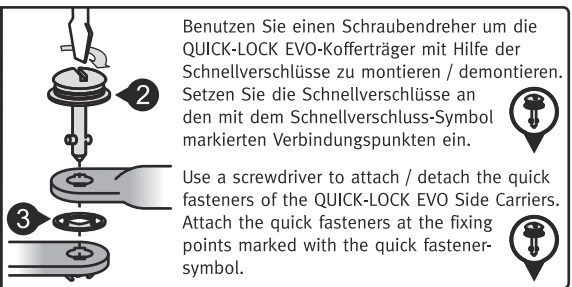 Benutzen Sie einen Schraubendreher um die
QUICK-LOCK EVO-Kofferträger mit Hilfe der
Schnellverschlüsse zu montieren / demontieren.
Setzen Sie die Schnellverschlüsse an
den mit dem Schnellverschluss-Symbol
markierten Verbindungspunkten ein.
Use a screwdriver to attach / detach the quick
fasteners of the QUICK-LOCK EVO Side Carriers.
Attach the quick fasteners at the fixing
points marked with the quick fastener-
symbol.
2
3